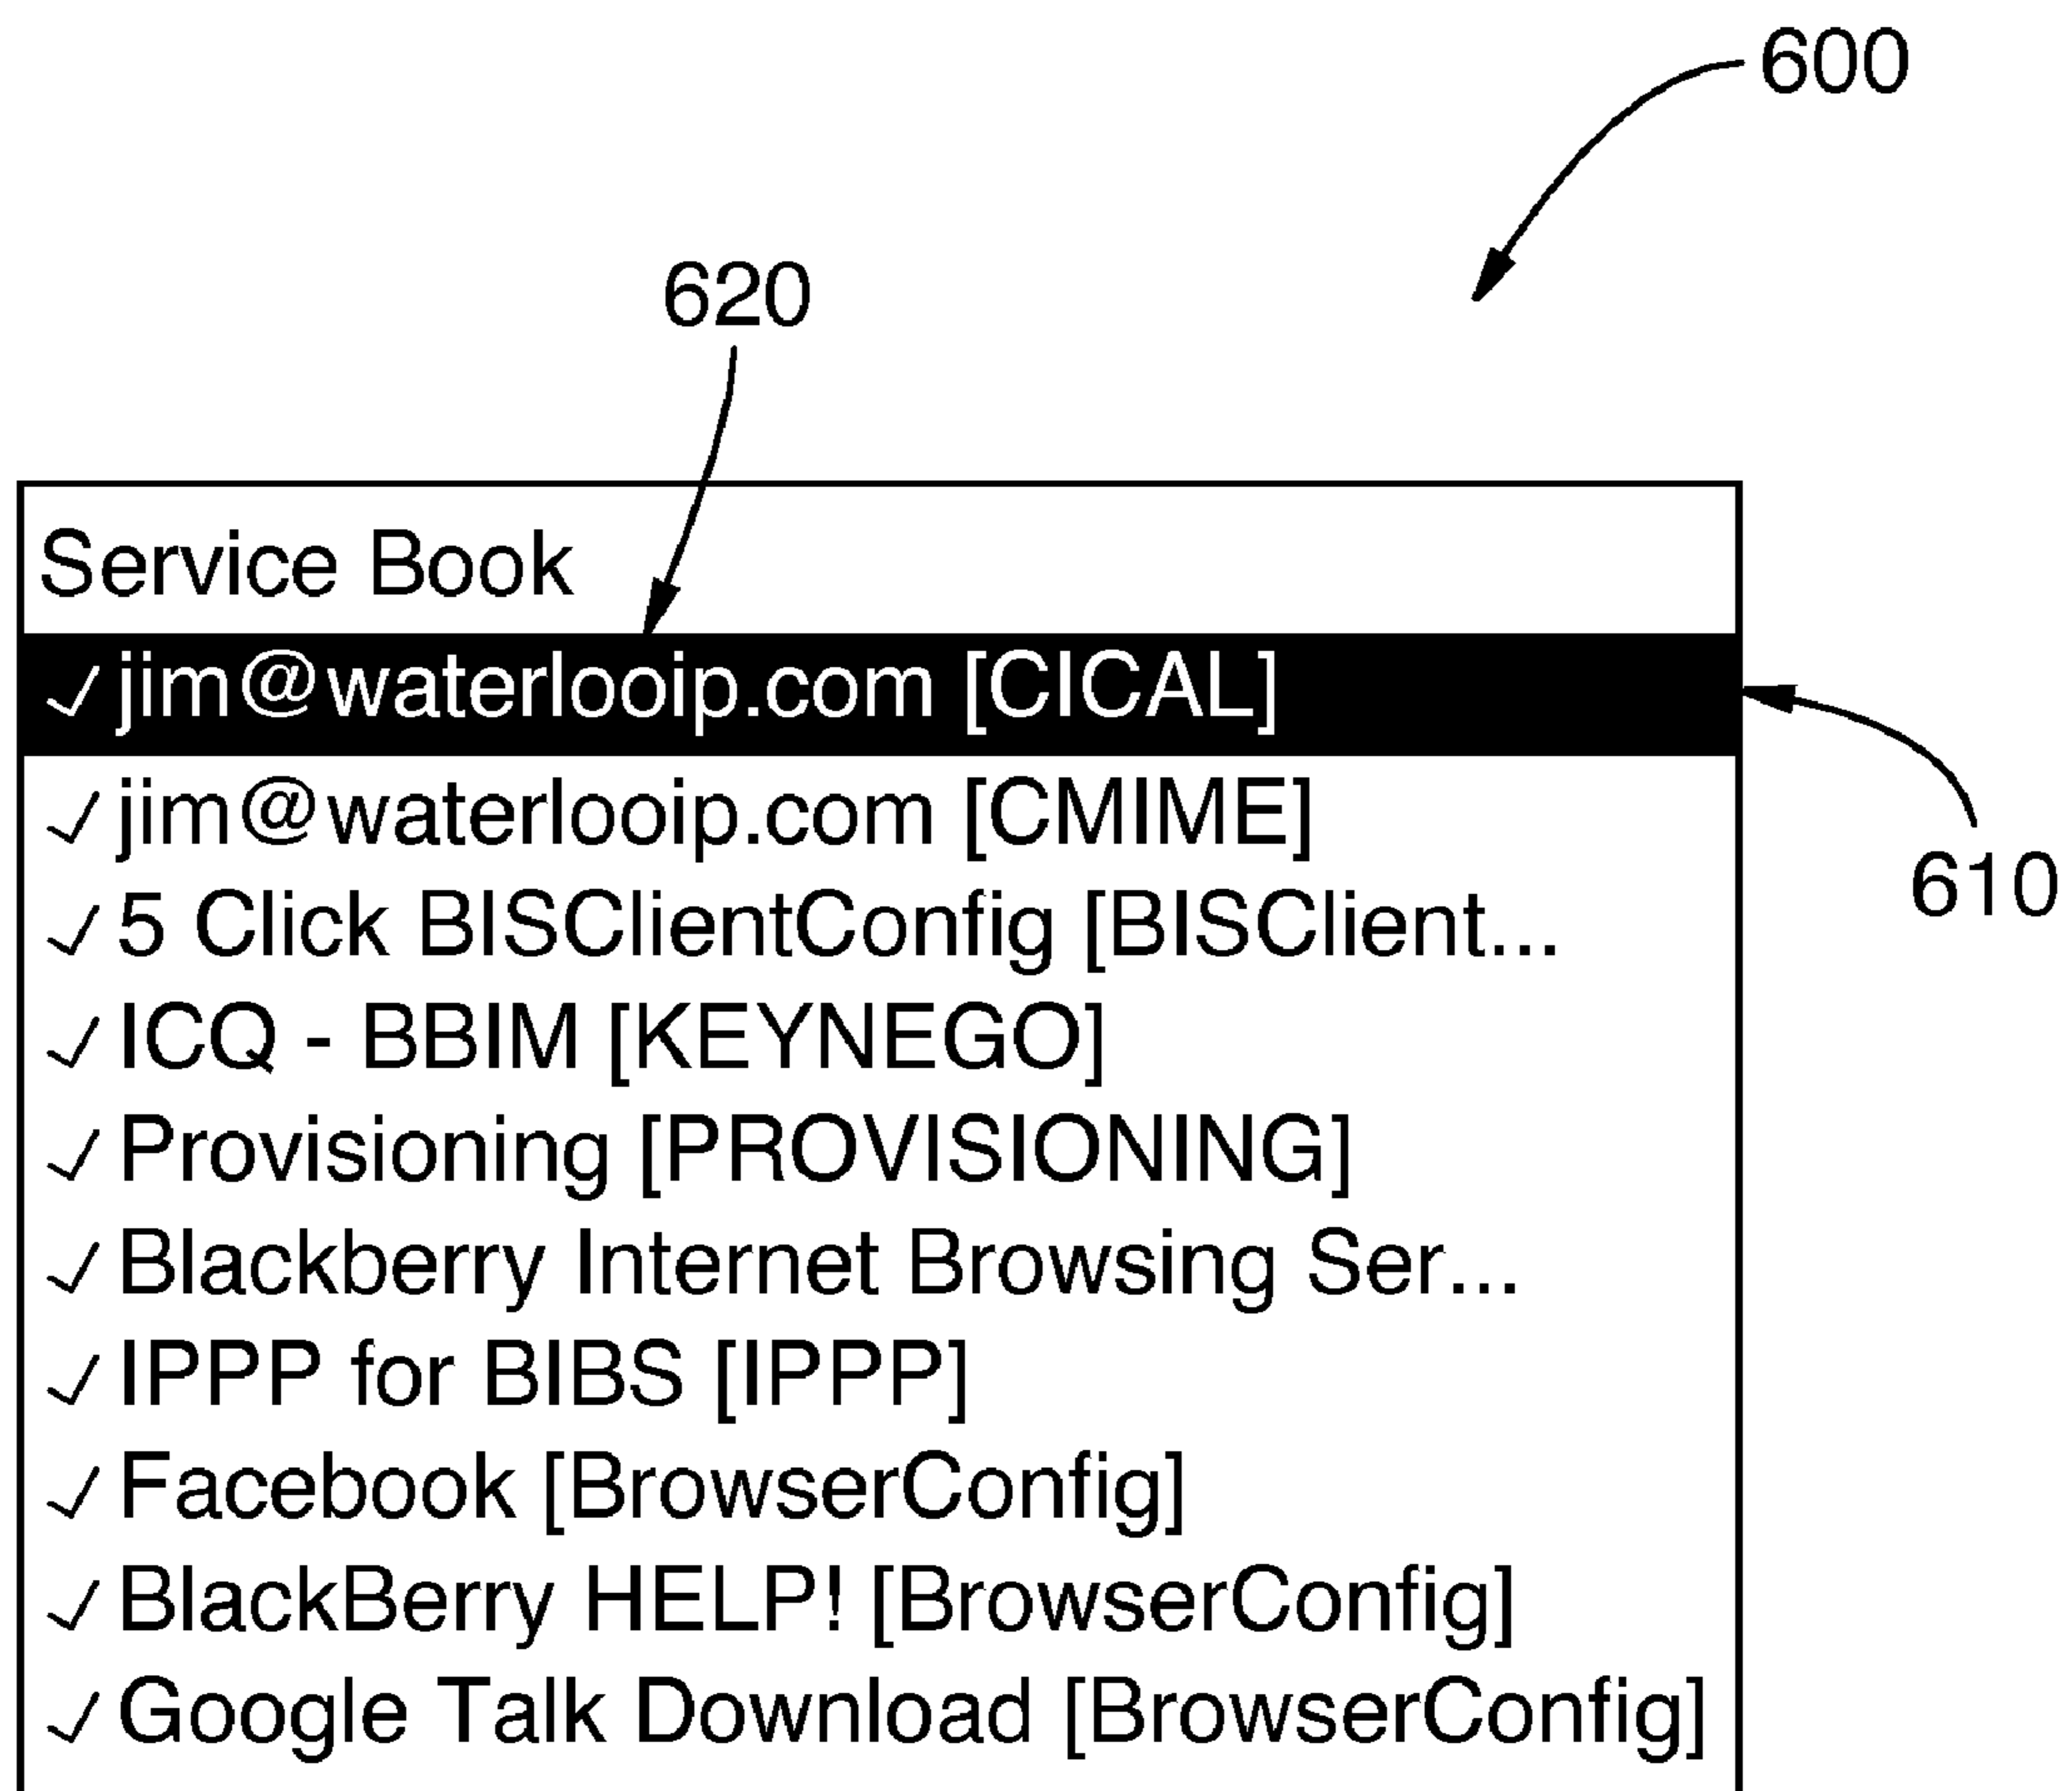 600
620
Service Book
✓ jim@waterlooip.com [CICAL]
✓ jim@waterlooip.com [CMIME]
610
✓ 5 Click BISClientConfig [BISClient...
✓ ICQ - BBIM [KEYNEGO]
✓ Provisioning [PROVISIONING]
✓ Blackberry Internet Browsing Ser...
✓ IPPP for BIBS [IPPP]
✓ Facebook [BrowserConfig]
✓ BlackBerry HELP! [BrowserConfig]
✓ Google Talk Download [BrowserConfig]